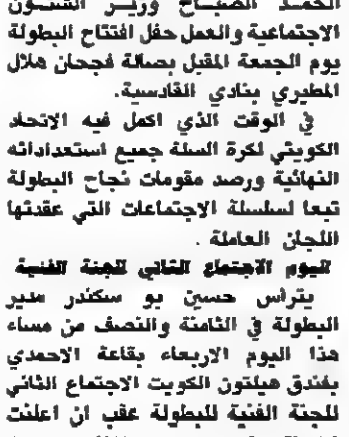 الحمد الصباح وزير الشئون
الاجتماعية والعمل حفل افتتاح البطولة
يوم الجمعة المقبل بصالة فجحان هلال
المطيري بنادي القادسية.
في الوقت الذي اكمل فيه الاتحاد
الكويتي لكرة السلة جميع استعداداته
النهائية ورصد مقومات نجاح البطولة
تبعا لسلسلة الاجتماعات التي عقدتها
اللجان العاملة .
اليوم الاجتماع الثاني للجنة الفنية
يتراس حسين بو سكندر مدير
البطولة في الثامنة والنصف من مساء
هذا اليوم الاربعاء بقاعة الاحمدي
بفندق هيلتون الكويت الاجتماع الثاني
للجنة الفنية للبطولة عقب ان اعلنت